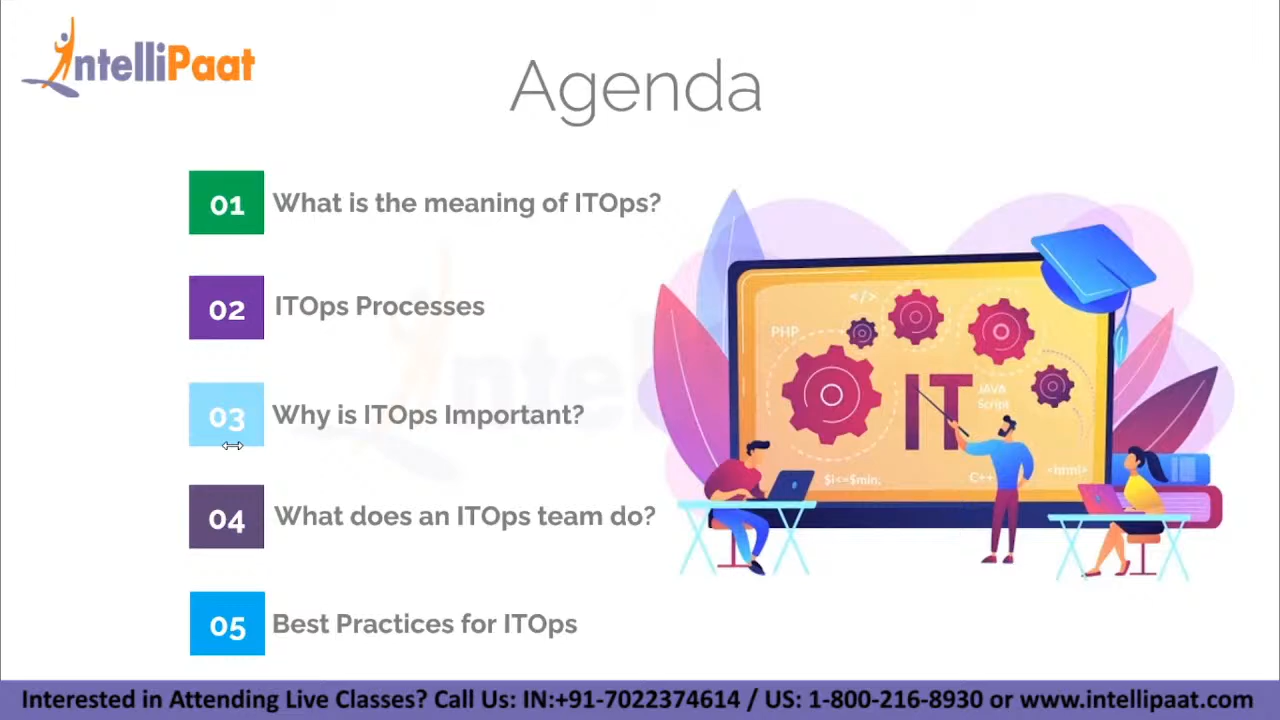 IntelliPaat
Agenda
01 What is the meaning of ITOps?
02 ITOps Processes
03 Why is ITOps Important?
04 What does an ITOps team do?
05 Best Practices for ITOps
</>
PHP
IT
JAVA
Script
$i<=$min;
C++
<html>
Interested in Attending Live Classes? Call Us: IN:+91-7022374614 / US: 1-800-216-8930 or www.intellipaat.com